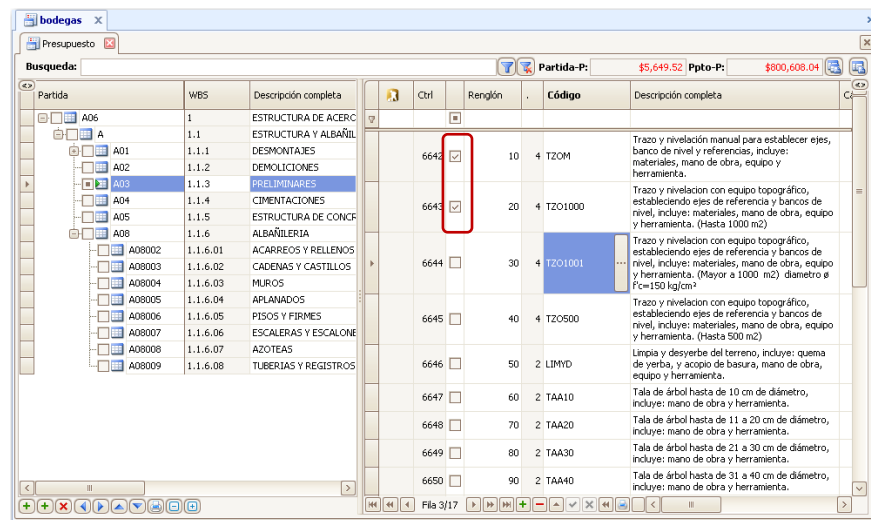 bodegas x
Presupuesto
Busqueda: Partida-P: $5,649.52 Ppto-P: $800,608.04
Partida WBS Descripción completa
A06 1 ESTRUCTURA DE ACERC
A 1.1 ESTRUCTURA Y ALBAÑIL
A01 1.1.1 DESMONTAJES
A02 1.1.2 DEMOLICIONES
A03 1.1.3 PRELIMINARES
A04 1.1.4 CIMENTACIONES
A05 1.1.5 ESTRUCTURA DE CONCR
A08 1.1.6 ALBAÑILERIA
A08002 1.1.6.01 ACARREOS Y RELLENOS
A08003 1.1.6.02 CADENAS Y CASTILLOS
A08004 1.1.6.03 MUROS
A08005 1.1.6.04 APLANADOS
A08006 1.1.6.05 PISOS Y FIRMES
A08007 1.1.6.06 ESCALERAS Y ESCALONE
A08008 1.1.6.07 AZOTEAS
A08009 1.1.6.08 TUBERIAS Y REGISTROS
Ctrl Renglón . Código Descripción completa
6642 10 4 TZOM
Trazo y nivelación manual para establecer ejes,
banco de nivel y referencias, incluye:
materiales, mano de obra, equipo y
herramienta.
6643 20 4 TZO1000
Trazo y nivelacion con equipo topográfico,
estableciendo ejes de referencia y bancos de
nivel, incluye: materiales, mano de obra, equipo
y herramienta. (Hasta 1000 m2)
6644 30 4 TZO1001 ...
Trazo y nivelacion con equipo topográfico,
estableciendo ejes de referencia y bancos de
nivel, incluye: materiales, mano de obra, equipo
y herramienta. (Mayor a 1000 m2) diametro ø
f'c=150 kg/cm²
6645 40 4 TZO500
Trazo y nivelacion con equipo topográfico,
estableciendo ejes de referencia y bancos de
nivel, incluye: materiales, mano de obra, equipo
y herramienta. (Hasta 500 m2)
6646 50 2 LIMYD
Limpia y desyerbe del terreno, incluye: quema
de yerba, y acopio de basura, mano de obra,
equipo y herramienta.
6647 60 2 TAA10
Tala de árbol hasta de 10 cm de diámetro,
incluye: mano de obra y herramienta.
6648 70 2 TAA20
Tala de árbol hasta de 11 a 20 cm de diámetro,
incluye: mano de obra y herramienta.
6649 80 2 TAA30
Tala de árbol hasta de 21 a 30 cm de diámetro,
incluye: mano de obra y herramienta.
6650 90 2 TAA40
Tala de árbol hasta de 31 a 40 cm de diámetro,
incluye: mano de obra y herramienta.
Fila 3/17